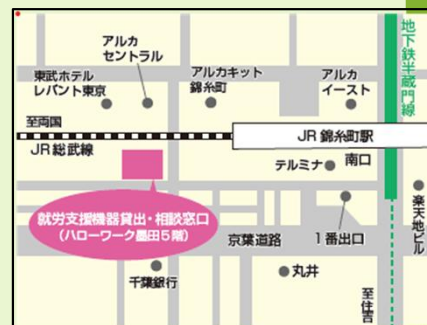 アルカ
セントラル
東武ホテル
レバント東京
アルカキット
錦糸町
アルカ
イースト
地下鉄半蔵門線
至両国
JR 錦糸町駅
JR 総武線
テルミナ
南口
就労支援機器貸出・相談窓口
(ハローワーク墨田5階)
京葉道路
1番出口
楽天地ビル
千葉銀行
丸井
至住吉